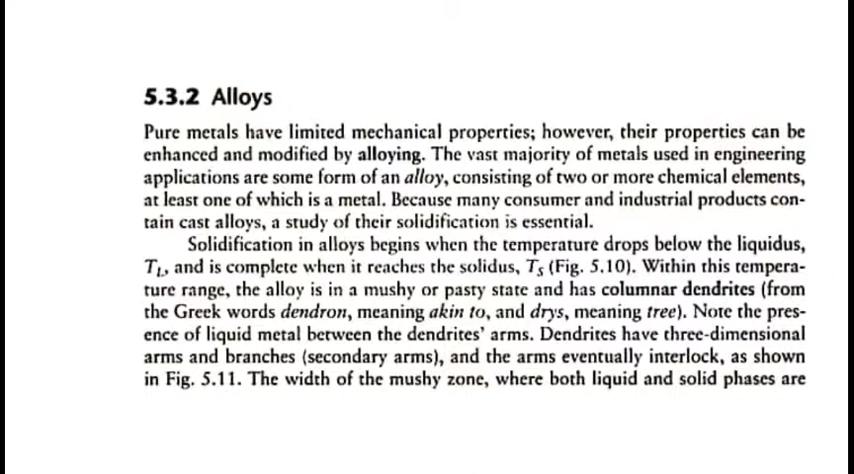 5.3.2 Alloys
Pure metals have limited mechanical properties; however, their properties can be
enhanced and modified by alloying. The vast majority of metals used in engineering
applications are some form of an alloy, consisting of two or more chemical elements,
at least one of which is a metal. Because many consumer and industrial products con-
tain cast alloys, a study of their solidification is essential.
Solidification in alloys begins when the temperature drops below the liquidus,
T_L, and is complete when it reaches the solidus, T_S (Fig. 5.10). Within this tempera-
ture range, the alloy is in a mushy or pasty state and has columnar dendrites (from
the Greek words dendron, meaning akin to, and drys, meaning tree). Note the pres-
ence of liquid metal between the dendrites' arms. Dendrites have three-dimensional
arms and branches (secondary arms), and the arms eventually interlock, as shown
in Fig. 5.11. The width of the mushy zone, where both liquid and solid phases are